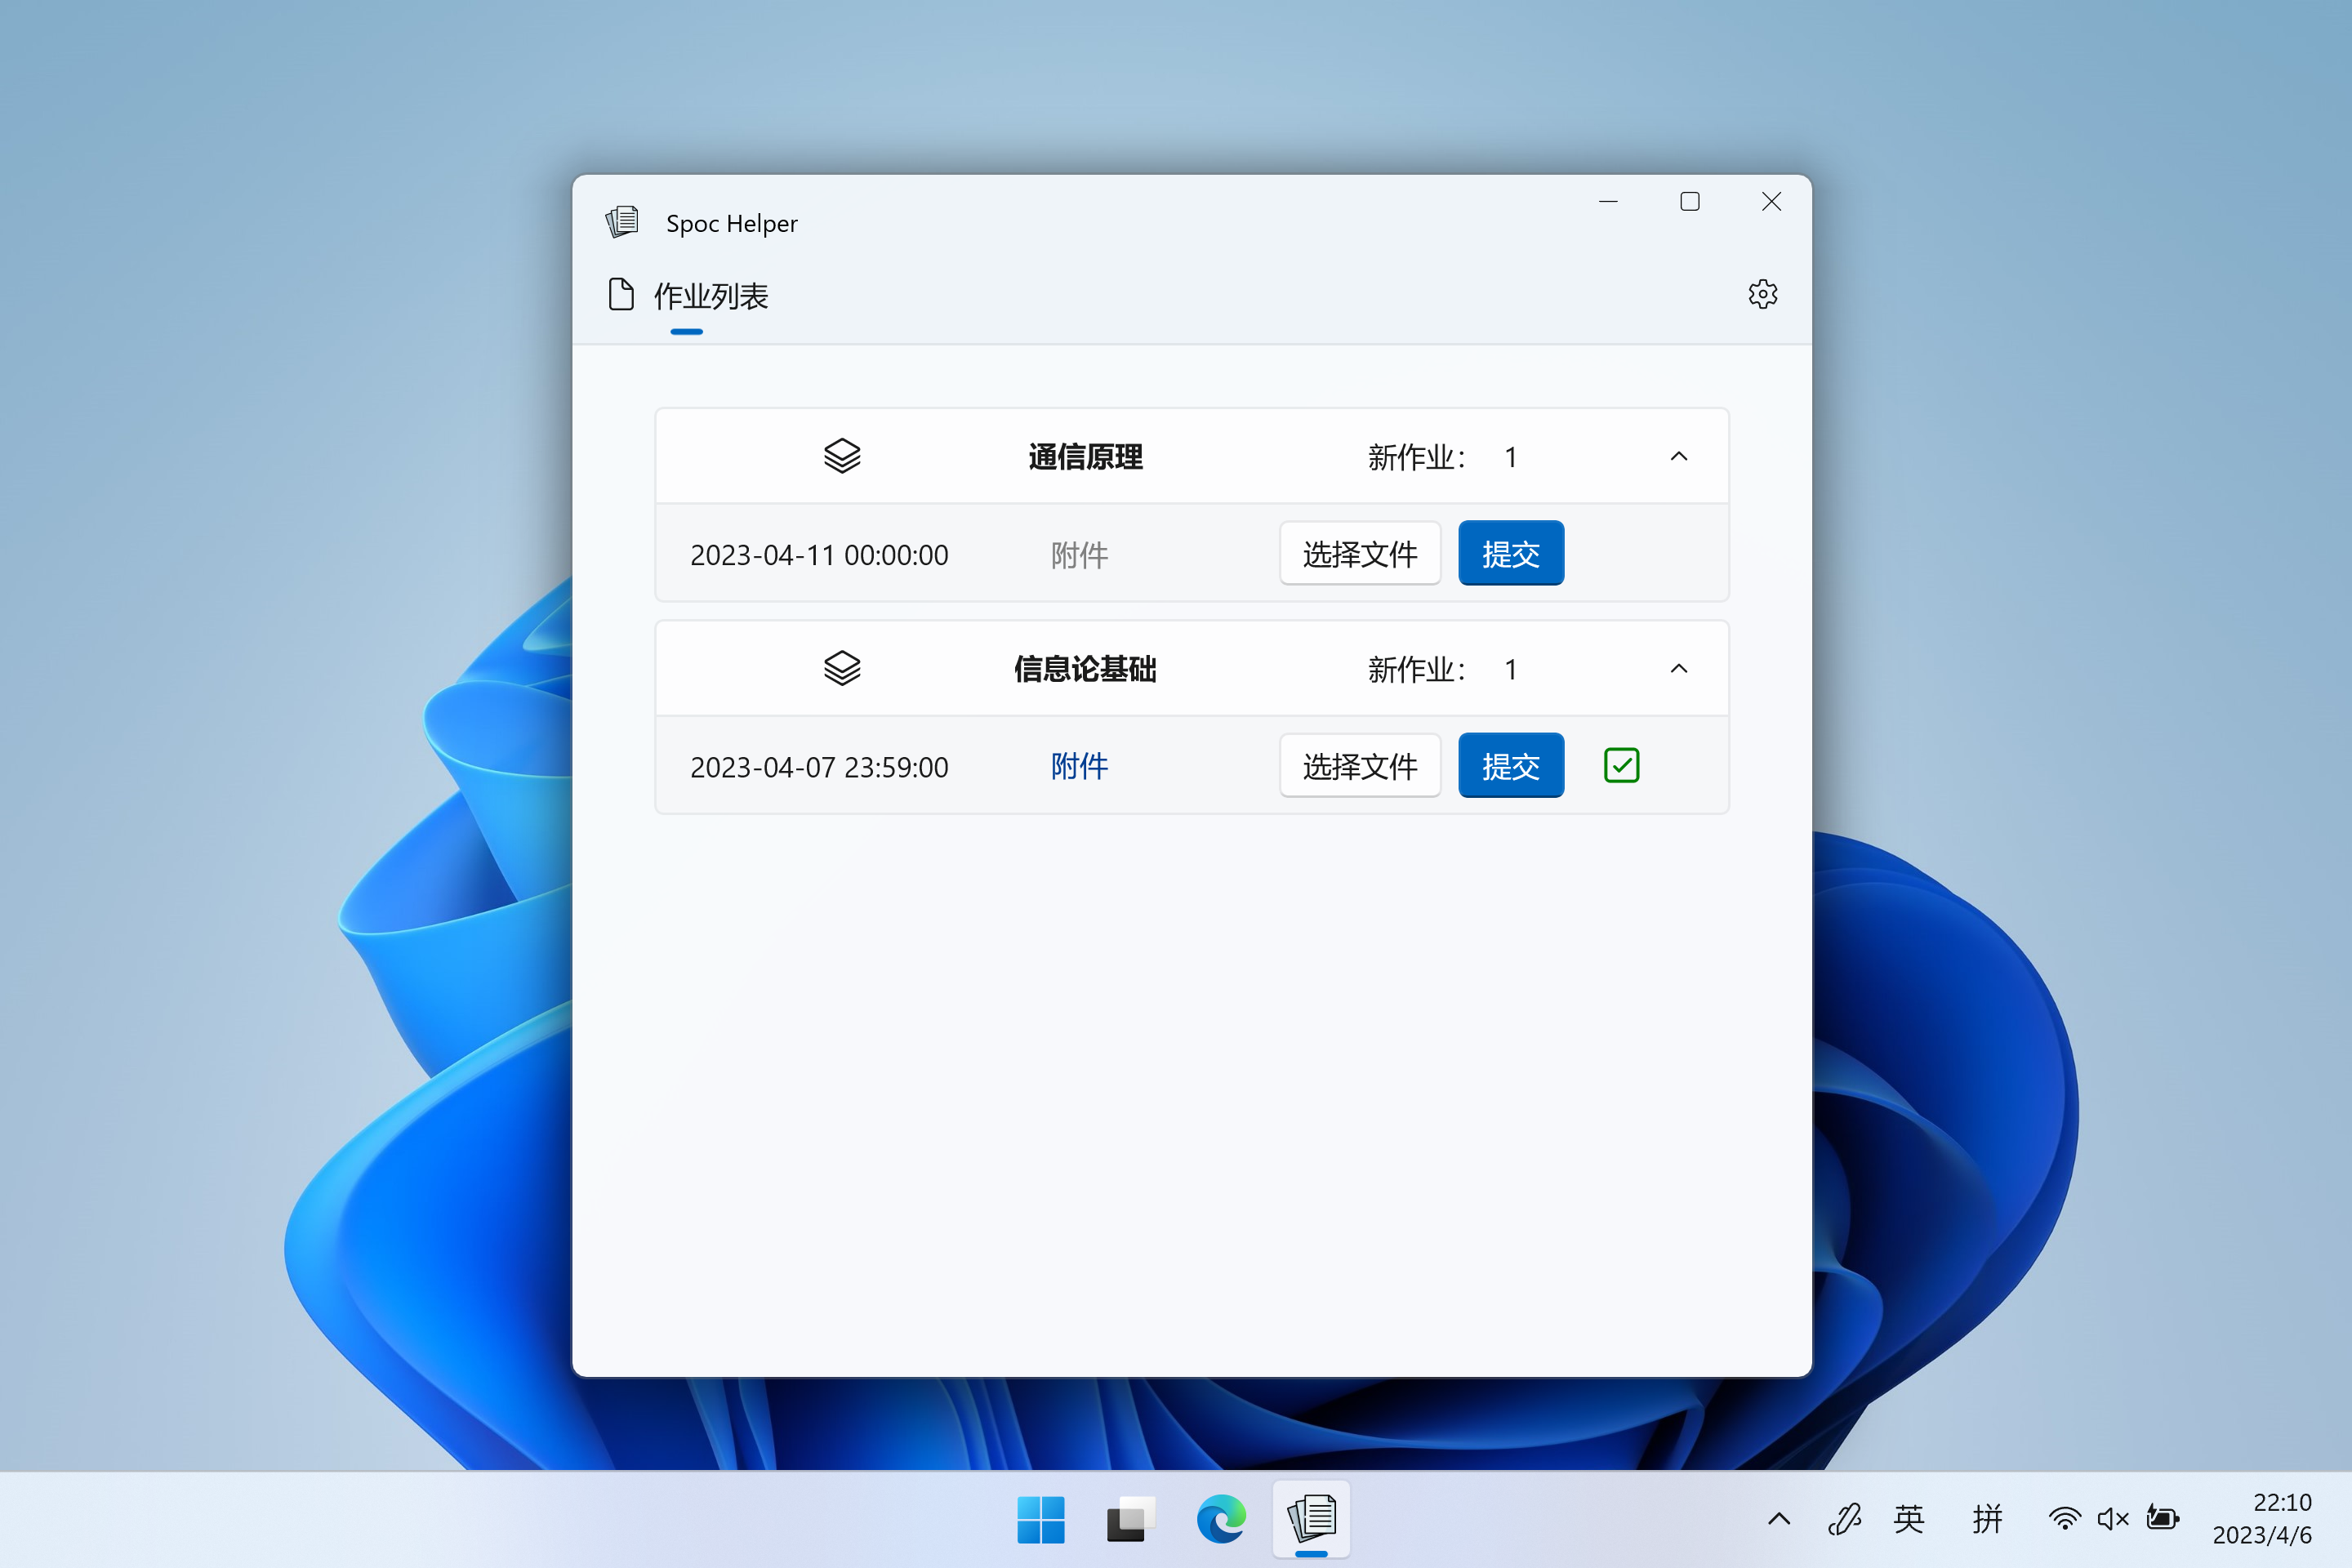 Spoc Helper
作业列表
通信原理 新作业： 1
2023-04-11 00:00:00 附件 选择文件 提交
信息论基础 新作业： 1
2023-04-07 23:59:00 附件 选择文件 提交
英 拼 22:10
2023/4/6